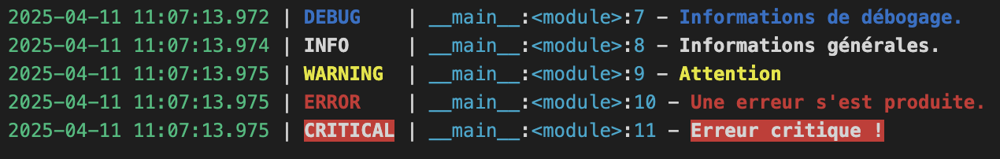 2025-04-11 11:07:13.972 | DEBUG    | __main__:<module>:7 - Informations de débogage.
2025-04-11 11:07:13.974 | INFO     | __main__:<module>:8 - Informations générales.
2025-04-11 11:07:13.975 | WARNING  | __main__:<module>:9 - Attention
2025-04-11 11:07:13.975 | ERROR    | __main__:<module>:10 - Une erreur s'est produite.
2025-04-11 11:07:13.975 | CRITICAL | __main__:<module>:11 - Erreur critique !